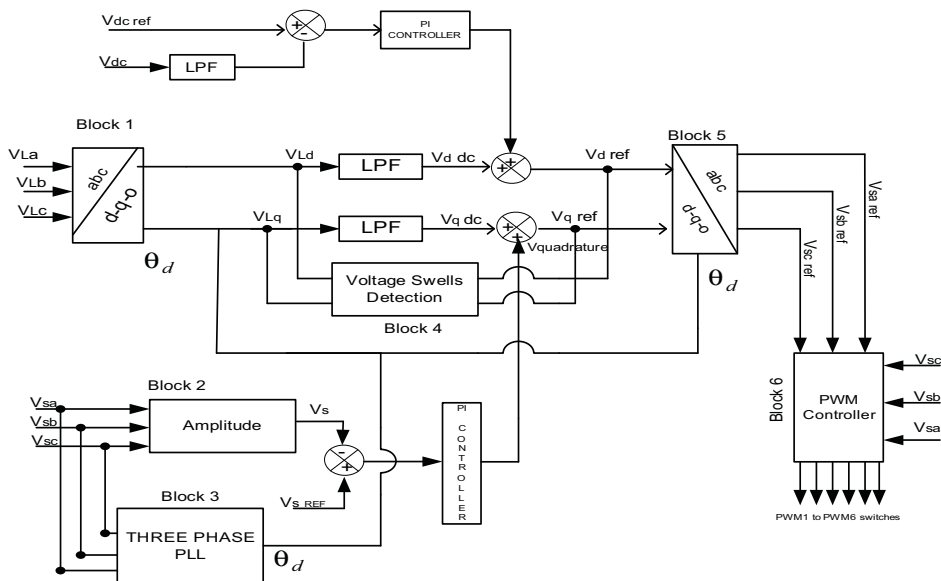 Vdc ref
+
-
PI
CONTROLLER
Vdc
LPF
Block 1
VLa
VLb
VLc
abc
d-q-o
θd
VLd
LPF
Vd dc
+
+
Vd ref
VLq
LPF
Vq dc
+
+
Vq ref
Vquadrature
Voltage Swells
Detection
Block 4
Block 5
abc
d-q-o
θd
Vsa ref
Vsb ref
Vsc ref
Block 2
Vsa
Vsb
Vsc
Amplitude
Vs
-
+
Vs_REF
PI CONTROLLER
Block 3
THREE PHASE
PLL
θd
Block 6
PWM
Controller
Vsc
Vsb
Vsa
PWM1 to PWM6 switches